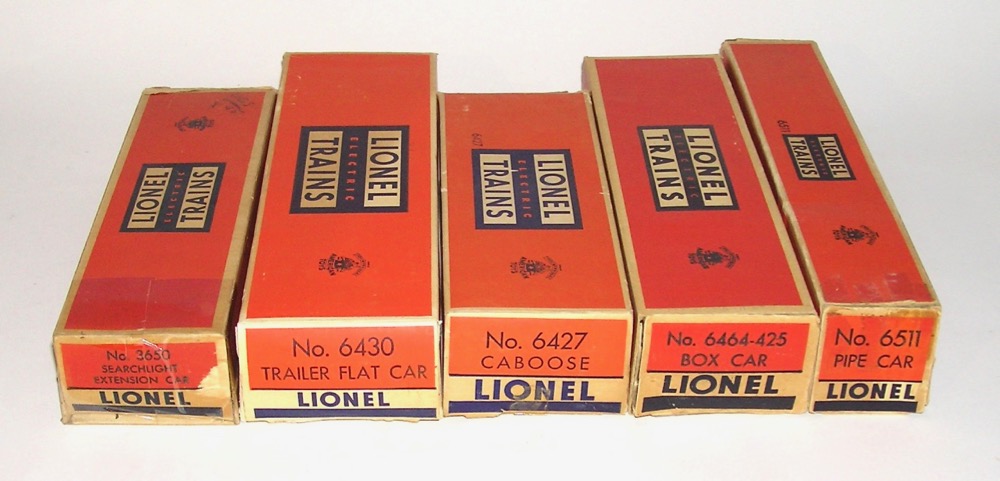 LIONEL
ELECTRIC
TRAINS
No. 3650
SEARCHLIGHT
EXTENSION CAR
LIONEL
LIONEL
ELECTRIC
TRAINS
No. 6430
TRAILER FLAT CAR
LIONEL
6427
LIONEL
ELECTRIC
TRAINS
No. 6427
CABOOSE
LIONEL
LIONEL
ELECTRIC
TRAINS
No. 6464-425
BOX CAR
LIONEL
6511
LIONEL
ELECTRIC
TRAINS
No. 6511
PIPE CAR
LIONEL